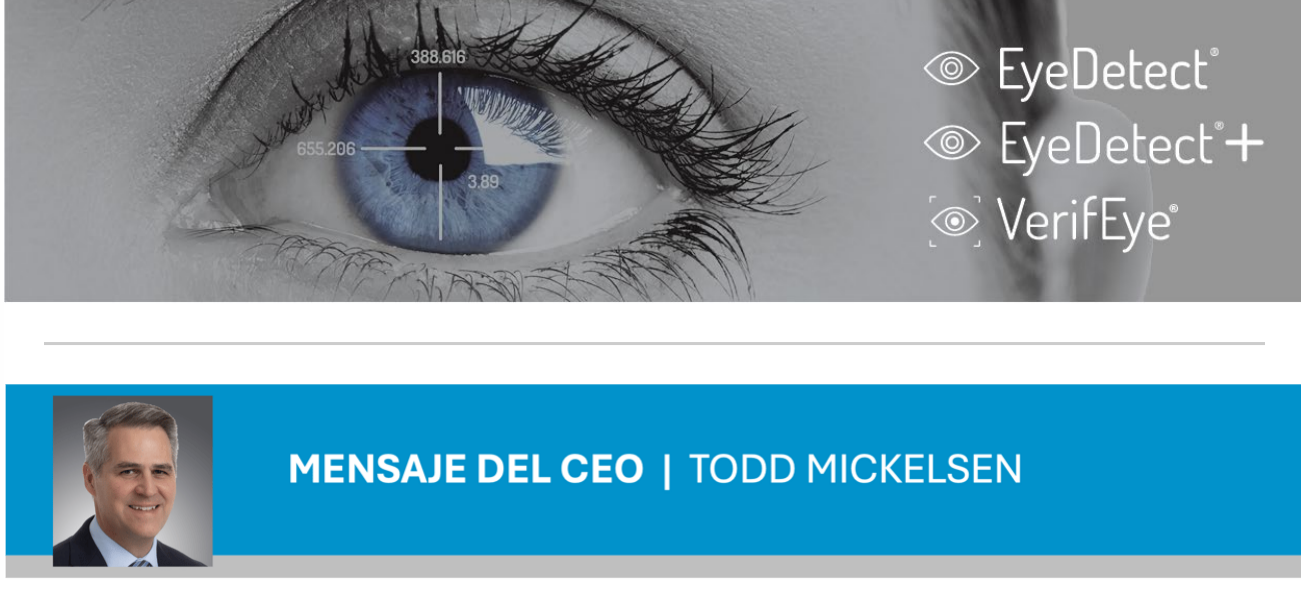 388.616
655.206
3.89
EyeDetect®
EyeDetect®+
VerifEye®
MENSAJE DEL CEO | TODD MICKELSEN